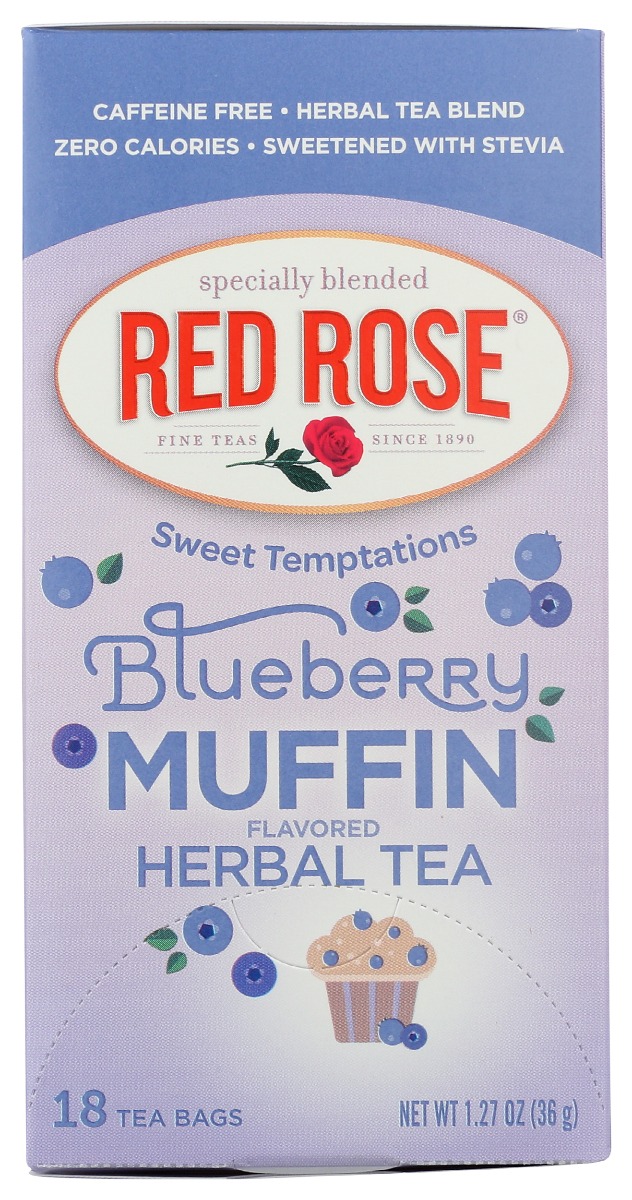 CAFFEINE FREE • HERBAL TEA BLEND
ZERO CALORIES • SWEETENED WITH STEVIA
specially blended
RED ROSE®
FINE TEAS SINCE 1890
Sweet Temptations
Blueberry
MUFFIN
FLAVORED
HERBAL TEA
18 TEA BAGS NET WT 1.27 OZ (36 g)